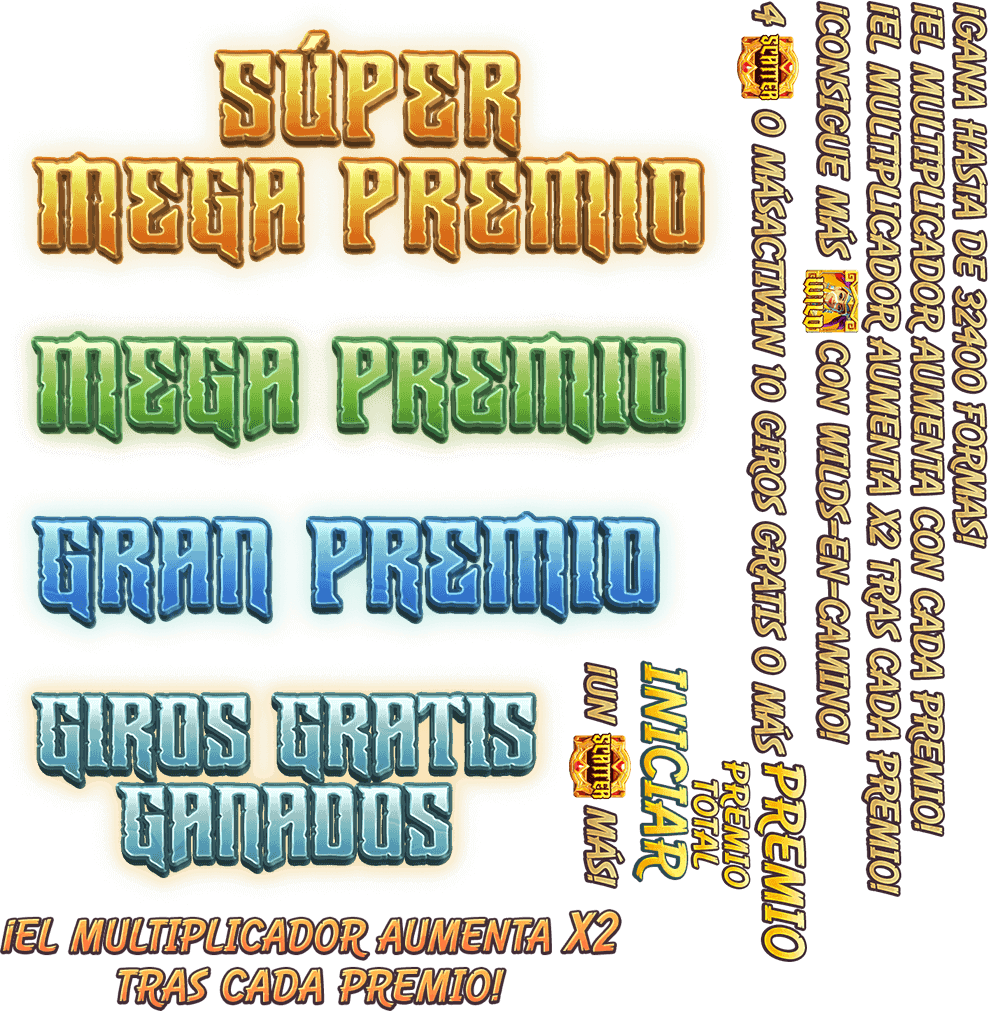 SÚPER
MEGA PREMIO
MEGA PREMIO
GRAN PREMIO
GIROS GRATIS
GANADOS
¡EL MULTIPLICADOR AUMENTA X2
TRAS CADA PREMIO!
¡GANA HASTA DE 32400 FORMAS!
¡EL MULTIPLICADOR AUMENTA CON CADA PREMIO!
¡EL MULTIPLICADOR AUMENTA X2 TRAS CADA PREMIO!
¡CONSIGUE MÁS WILD CON WILDS-EN-CAMINO!
4 SCATTER O MÁSACTIVAN 10 GIROS GRATIS O MÁS
PREMIO
PREMIO
TOTAL
INICIAR
¡UN SCATTER MÁS!